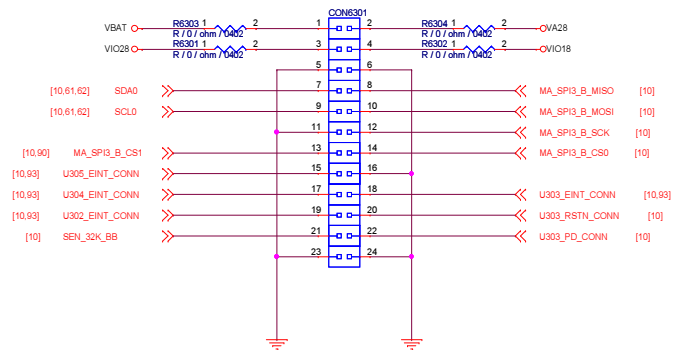 CON6301
VBAT R6303 1 2 1 2 R6304 1 2 VA28
R / 0 / ohm / 0402 R / 0 / ohm / 0402
VIO28 R6301 1 2 3 4 R6302 1 2 VIO18
R / 0 / ohm / 0402 R / 0 / ohm / 0402
5 6
[10,61,62] SDA0 7 8 MA_SPI3_B_MISO [10]
[10,61,62] SCL0 9 10 MA_SPI3_B_MOSI [10]
11 12 MA_SPI3_B_SCK [10]
[10,90] MA_SPI3_B_CS1 13 14 MA_SPI3_B_CS0 [10]
[10,93] U305_EINT_CONN 15 16
[10,93] U304_EINT_CONN 17 18 U303_EINT_CONN [10,93]
[10,93] U302_EINT_CONN 19 20 U303_RSTN_CONN [10]
[10] SEN_32K_BB 21 22 U303_PD_CONN [10]
23 24